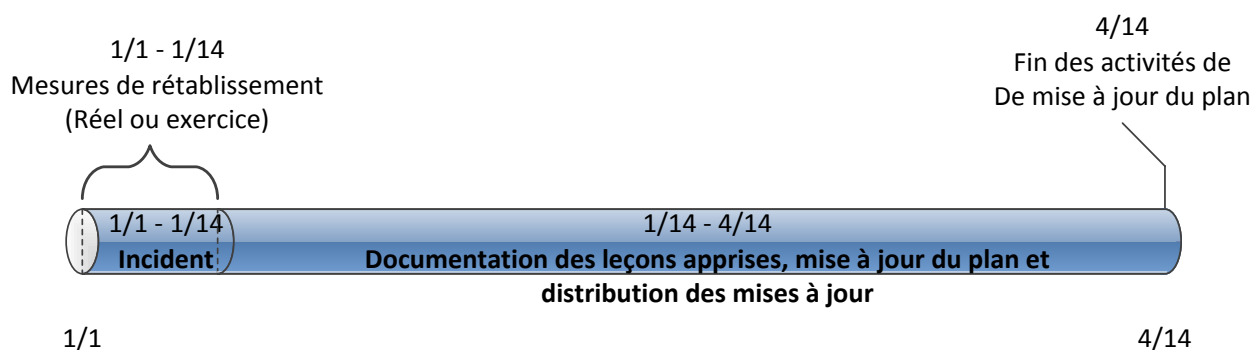 4/14
Fin des activités de
De mise à jour du plan
1/1 - 1/14
Mesures de rétablissement
(Réel ou exercice)
1/1 - 1/14
Incident
1/14 - 4/14
Documentation des leçons apprises, mise à jour du plan et
distribution des mises à jour
1/1
4/14